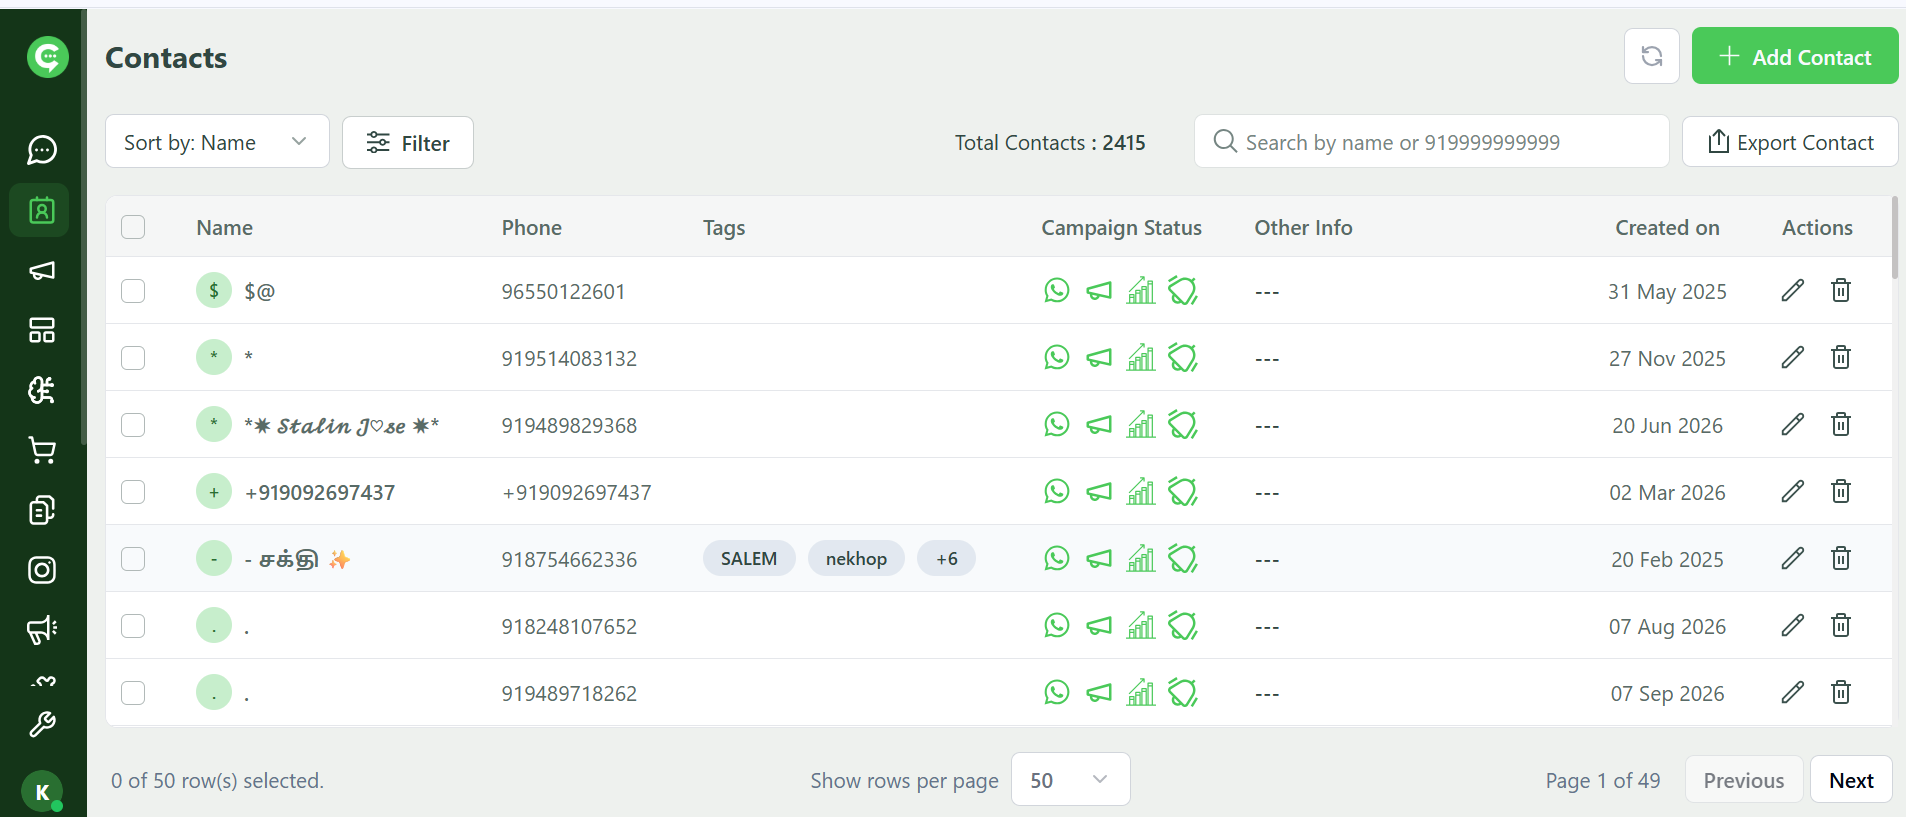 Contacts
Add Contact
Sort by: Name
Filter
Total Contacts : 2415
Search by name or 919999999999
Export Contact
Name Phone Tags Campaign Status Other Info Created on Actions
$ $@ 96550122601 --- 31 May 2025
* * 919514083132 --- 27 Nov 2025
* *✷ 𝓢𝓽𝓪𝓵𝓲𝓷 𝓙♡𝓼𝓮 ✷* 919489829368 --- 20 Jun 2026
+ +919092697437 +919092697437 --- 02 Mar 2026
- - சக்தி ✨ 918754662336 SALEM nekhop +6 --- 20 Feb 2025
. . 918248107652 --- 07 Aug 2026
. . 919489718262 --- 07 Sep 2026
0 of 50 row(s) selected.
Show rows per page 50
Page 1 of 49
Previous
Next
K